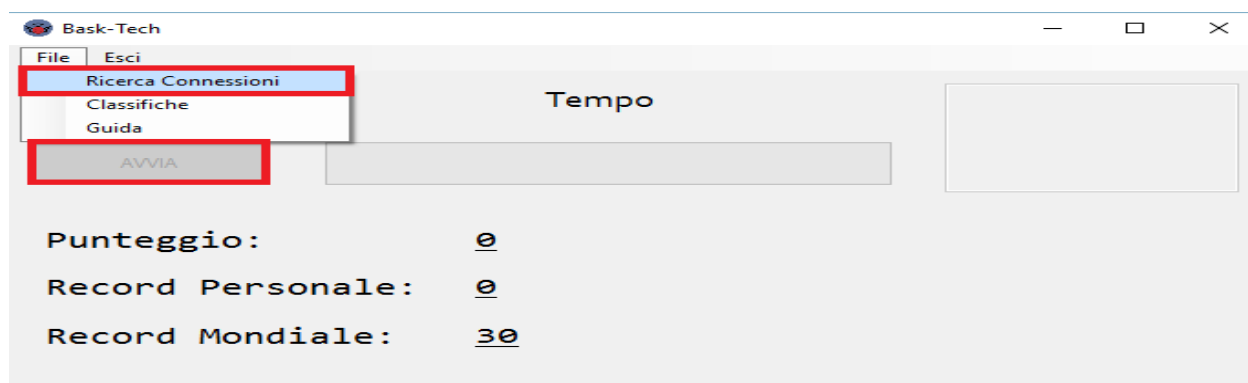 Bask-Tech
File Esci
Ricerca Connessioni
Classifiche
Guida
Tempo
AVVIA
Punteggio: 0
Record Personale: 0
Record Mondiale: 30